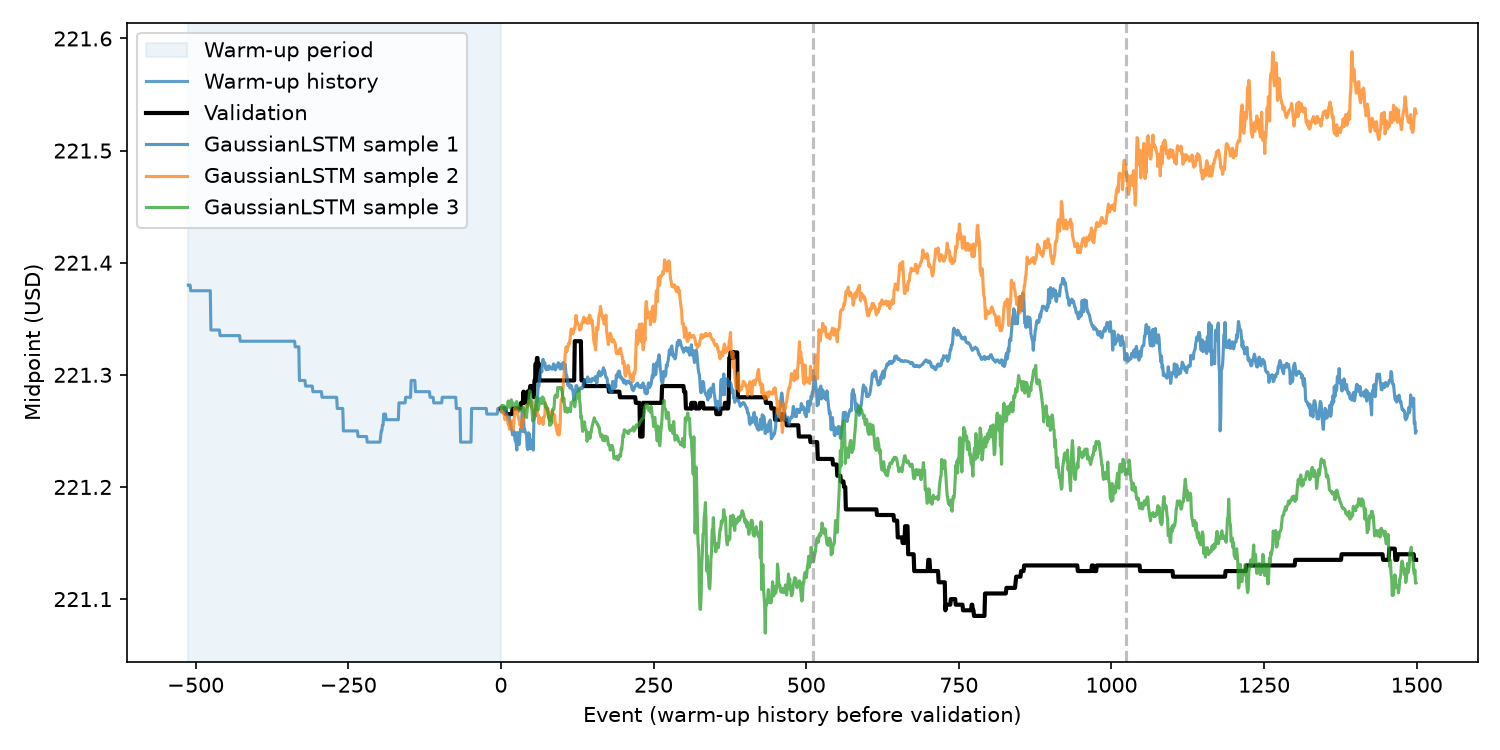 221.6
221.5
221.4
221.3
221.2
221.1
Midpoint (USD)
Warm-up period
Warm-up history
Validation
GaussianLSTM sample 1
GaussianLSTM sample 2
GaussianLSTM sample 3
−500 −250 0 250 500 750 1000 1250 1500
Event (warm-up history before validation)